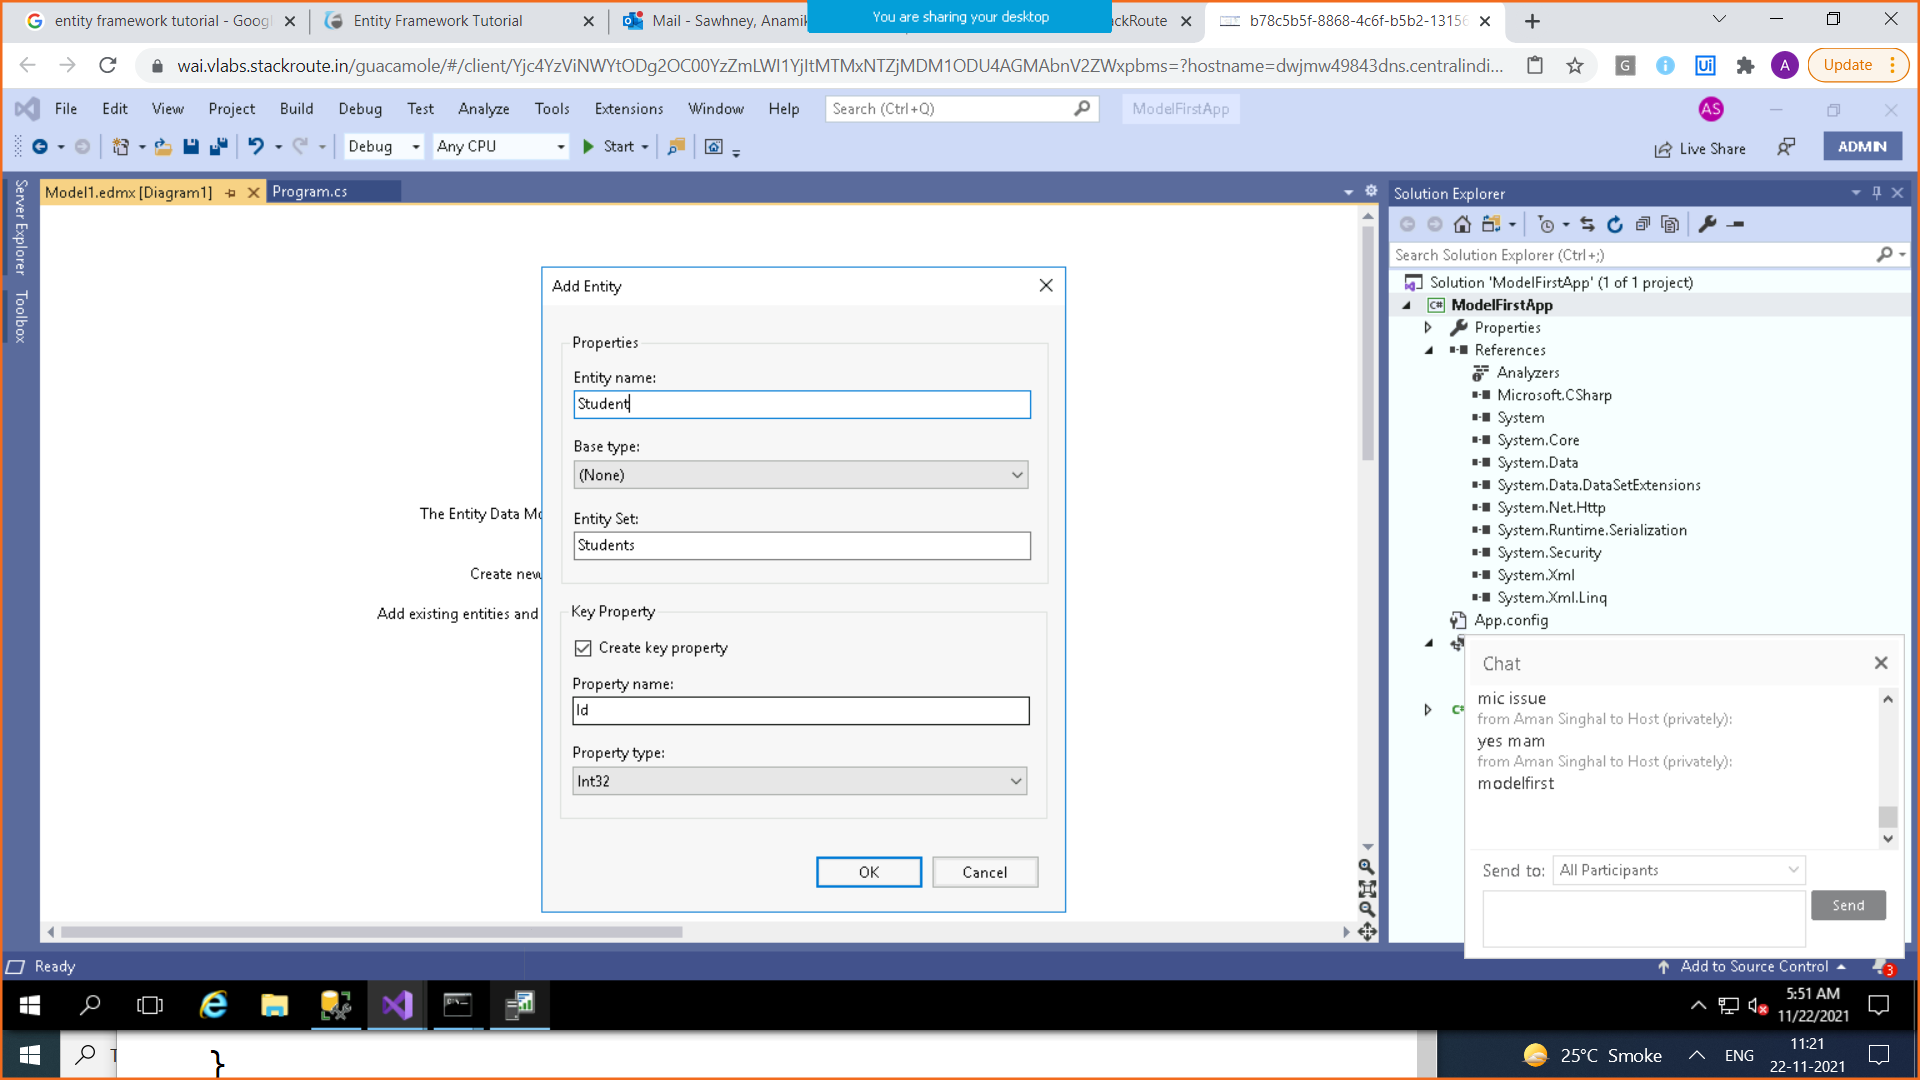 entity framework tutorial - Goog
Entity Framework Tutorial
Mail - Sawhney, Anamik
You are sharing your desktop
ckRoute
b78c5b5f-8868-4c6f-b5b2-13156
wai.vlabs.stackroute.in/guacamole/#/client/Yjc4YzViNWYtODg2OC00YzZmLWI1YjItMTMxNTZjMDM1ODU4AGMAbnV2ZWxpbms=?hostname=dwjmw49843dns.centralindi...
Update
File Edit View Project Build Debug Test Analyze Tools Extensions Window Help
Search (Ctrl+Q)
ModelFirstApp
AS
Debug
Any CPU
Start
Live Share
ADMIN
Server Explorer
Toolbox
Model1.edmx [Diagram1]
Program.cs
The Entity Data Mo
Create new
Add existing entities and
Add Entity
Properties
Entity name:
Student
Base type:
(None)
Entity Set:
Students
Key Property
Create key property
Property name:
Id
Property type:
Int32
OK
Cancel
Solution Explorer
Search Solution Explorer (Ctrl+;)
Solution 'ModelFirstApp' (1 of 1 project)
C# ModelFirstApp
Properties
References
Analyzers
Microsoft.CSharp
System
System.Core
System.Data
System.Data.DataSetExtensions
System.Net.Http
System.Runtime.Serialization
System.Security
System.Xml
System.Xml.Linq
App.config
Chat
mic issue
from Aman Singhal to Host (privately):
yes mam
from Aman Singhal to Host (privately):
modelfirst
Send to:
All Participants
Send
Ready
Add to Source Control
3
5:51 AM
11/22/2021
}
25°C Smoke
ENG
11:21
22-11-2021